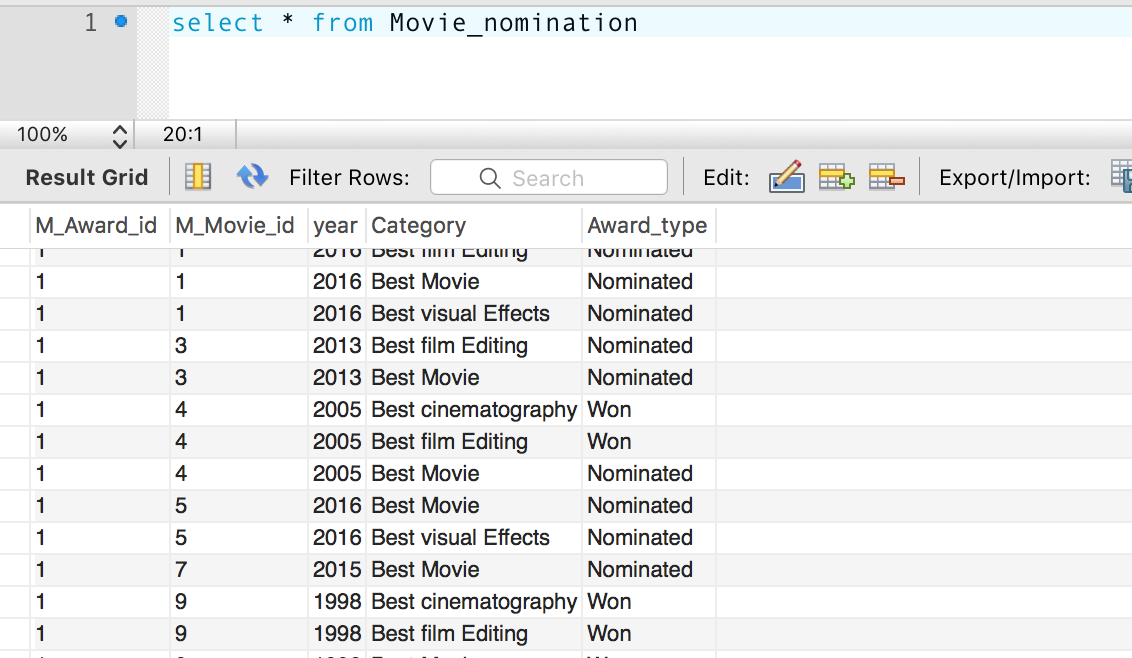 1 select * from Movie_nomination
100% 20:1
Result Grid Filter Rows: Search Edit: Export/Import:
M_Award_id M_Movie_id year Category Award_type
1 1 2016 Best film Editing Nominated
1 1 2016 Best Movie Nominated
1 1 2016 Best visual Effects Nominated
1 3 2013 Best film Editing Nominated
1 3 2013 Best Movie Nominated
1 4 2005 Best cinematography Won
1 4 2005 Best film Editing Won
1 4 2005 Best Movie Nominated
1 5 2016 Best Movie Nominated
1 5 2016 Best visual Effects Nominated
1 7 2015 Best Movie Nominated
1 9 1998 Best cinematography Won
1 9 1998 Best film Editing Won